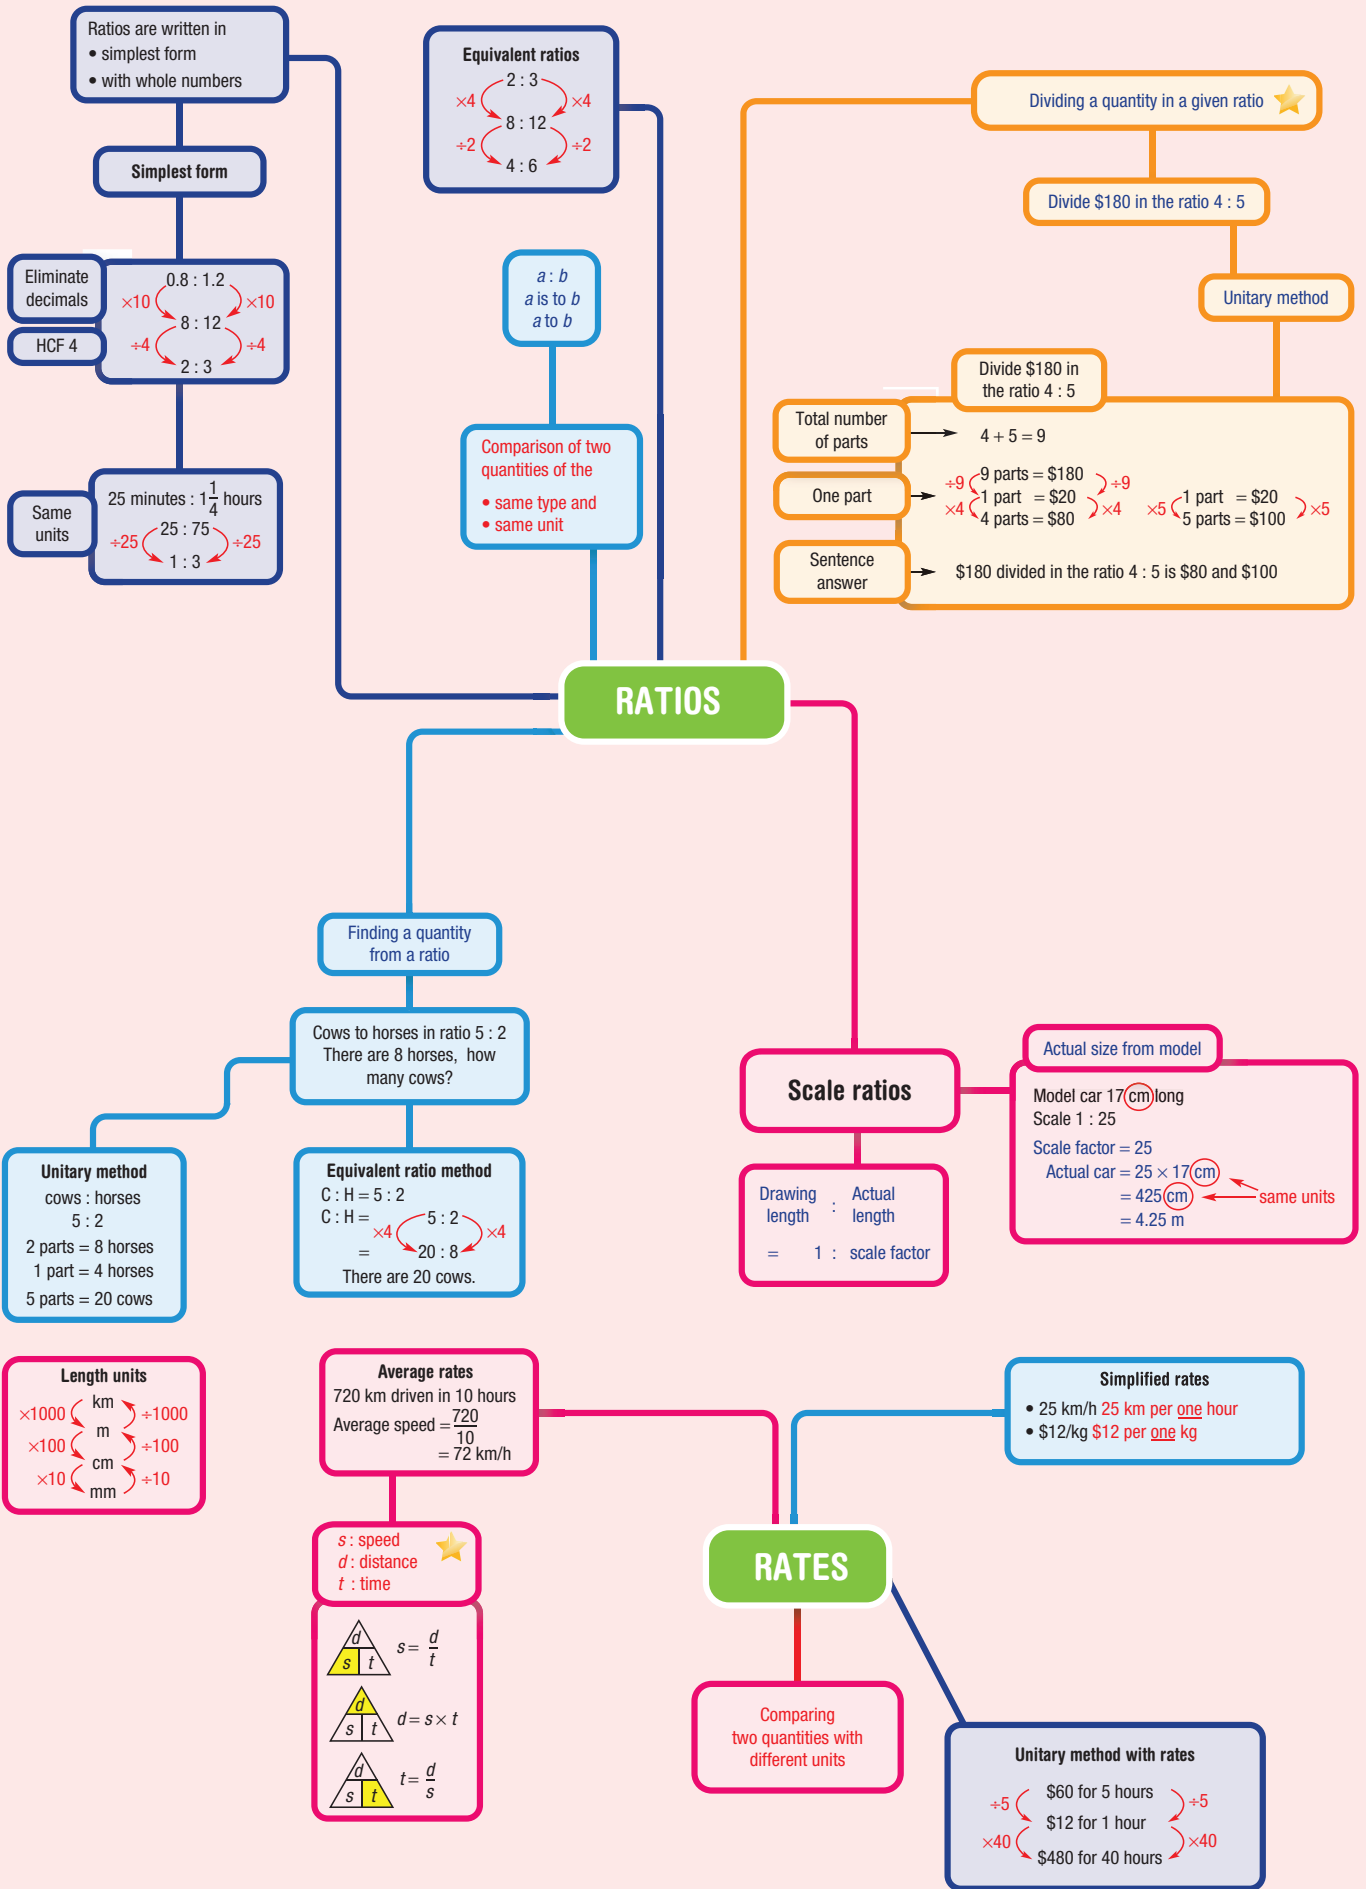 Ratios are written in
• simplest form
• with whole numbers
Simplest form
Eliminate
decimals
HCF 4
0.8 : 1.2
×10 ×10
8 : 12
÷4 ÷4
2 : 3
Same
units
25 minutes : 1 1/4 hours
25 : 75
÷25 ÷25
1 : 3
Equivalent ratios
2 : 3
×4 ×4
8 : 12
÷2 ÷2
4 : 6
a : b
a is to b
a to b
Comparison of two
quantities of the
• same type and
• same unit
Dividing a quantity in a given ratio
Divide $180 in the ratio 4 : 5
Unitary method
Divide $180 in
the ratio 4 : 5
Total number
of parts
4 + 5 = 9
One part
÷9 9 parts = $180 ÷9
1 part = $20
×4 4 parts = $80 ×4
1 part = $20
×5 5 parts = $100 ×5
Sentence
answer
$180 divided in the ratio 4 : 5 is $80 and $100
RATIOS
Finding a quantity
from a ratio
Cows to horses in ratio 5 : 2
There are 8 horses, how
many cows?
Unitary method
cows : horses
5 : 2
2 parts = 8 horses
1 part = 4 horses
5 parts = 20 cows
Equivalent ratio method
C : H = 5 : 2
C : H = 5 : 2
×4 ×4
= 20 : 8
There are 20 cows.
Scale ratios
Drawing length : Actual length
= 1 : scale factor
Actual size from model
Model car 17 cm long
Scale 1 : 25
Scale factor = 25
Actual car = 25 × 17 cm
= 425 cm same units
= 4.25 m
Length units
km
×1000 ÷1000
m
×100 ÷100
cm
×10 ÷10
mm
Average rates
720 km driven in 10 hours
Average speed = 720/10
= 72 km/h
s : speed
d : distance
t : time
d
s t
s = d/t
d
s t
d = s × t
d
s t
t = d/s
Simplified rates
• 25 km/h 25 km per one hour
• $12/kg $12 per one kg
RATES
Comparing
two quantities with
different units
Unitary method with rates
$60 for 5 hours
÷5 ÷5
$12 for 1 hour
×40 ×40
$480 for 40 hours